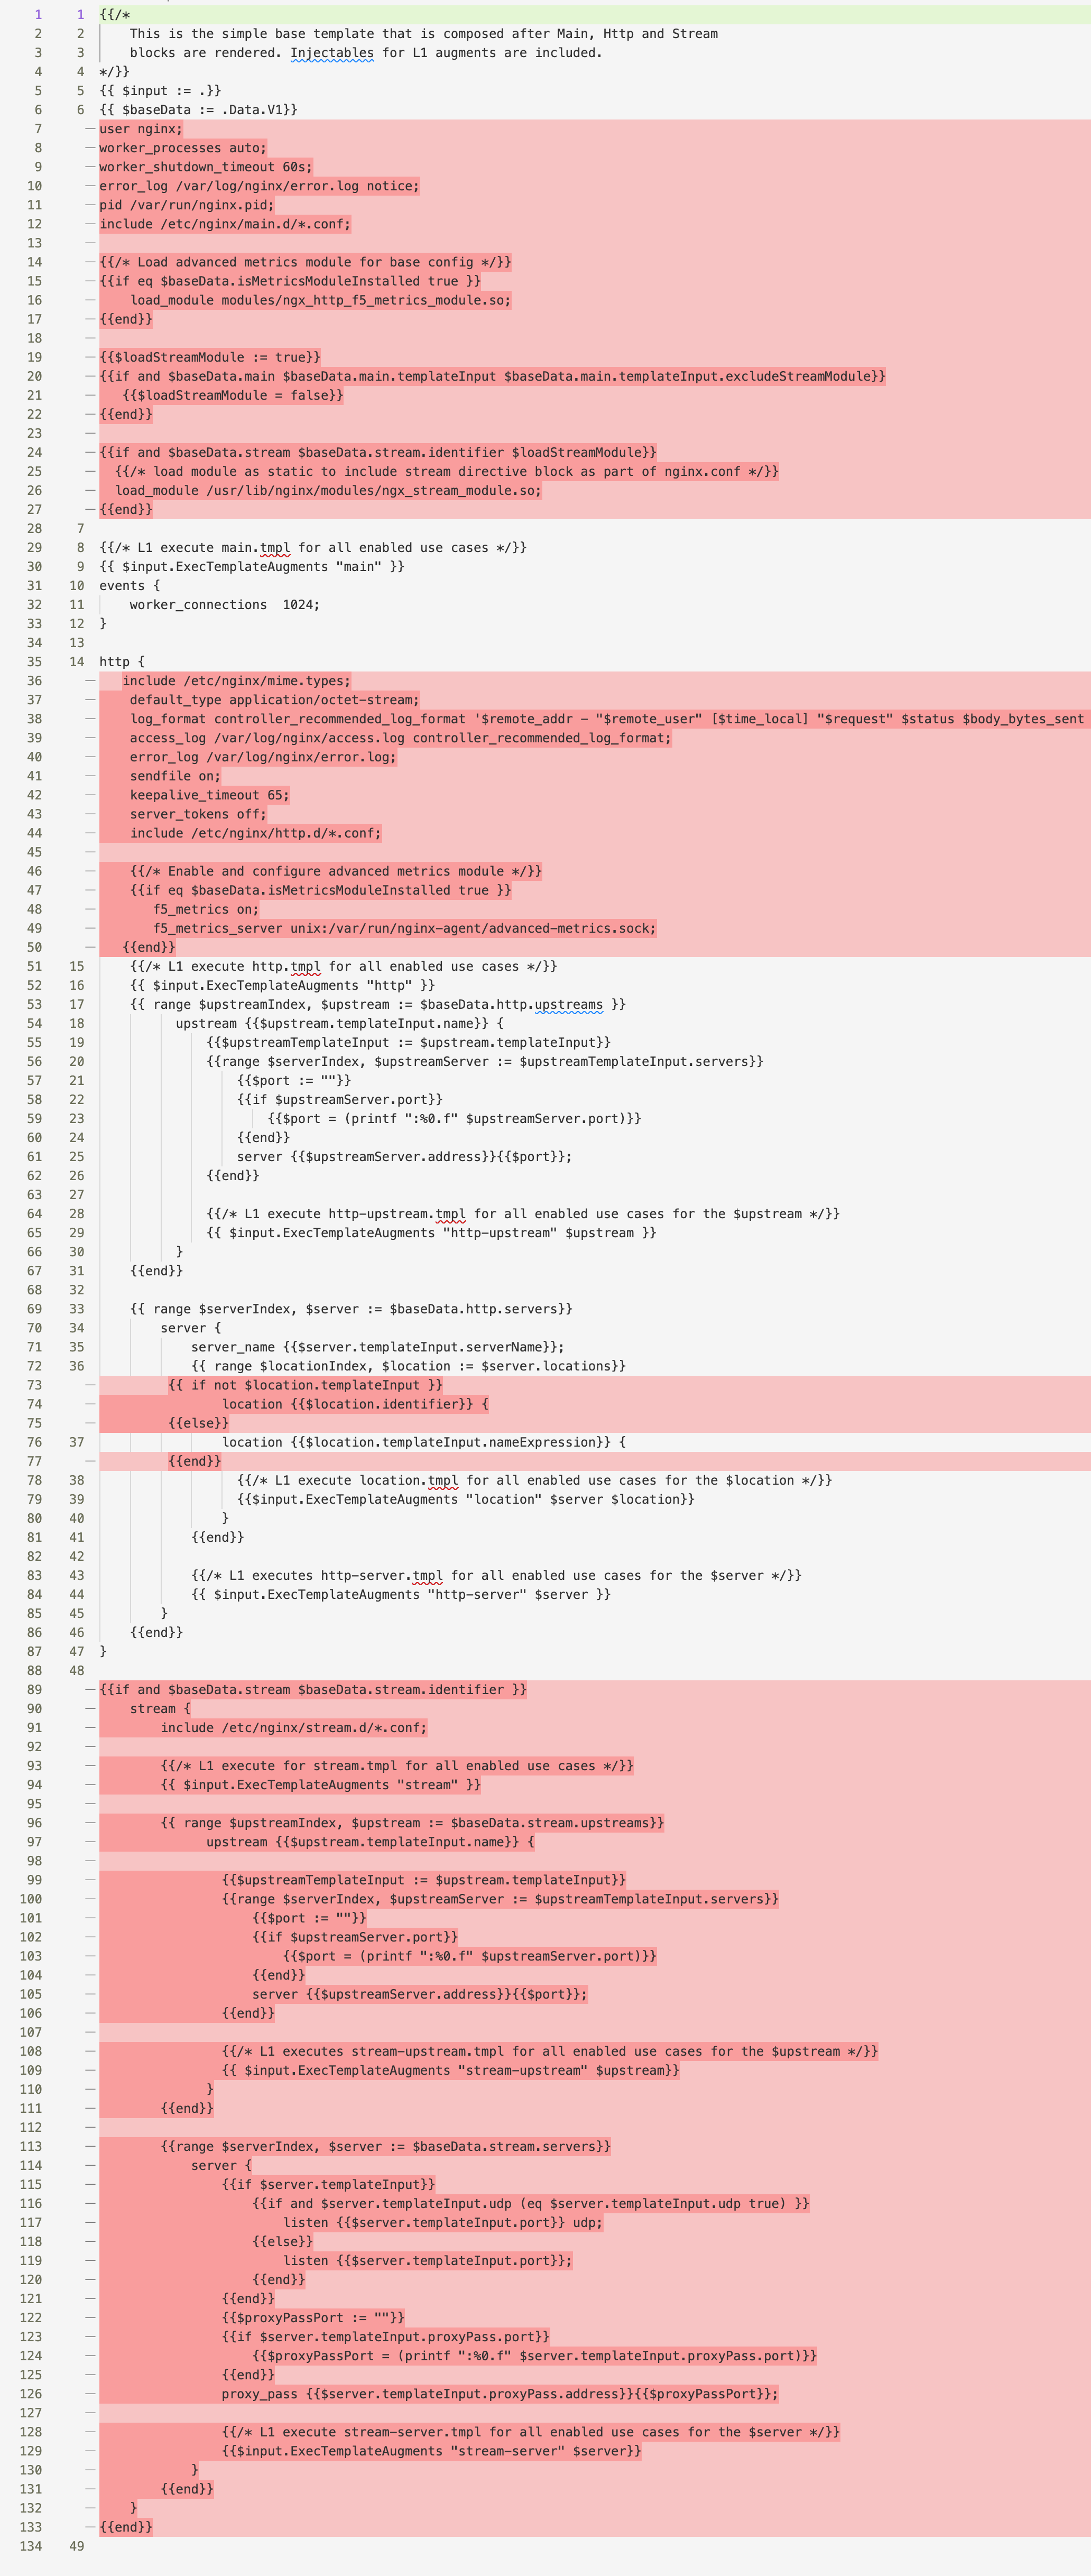 1 1 {{/*
2 2 This is the simple base template that is composed after Main, Http and Stream
3 3 blocks are rendered. Injectables for L1 augments are included.
4 4 */}}
5 5 {{ $input := .}}
6 6 {{ $baseData := .Data.V1}}
7 — user nginx;
8 — worker_processes auto;
9 — worker_shutdown_timeout 60s;
10 — error_log /var/log/nginx/error.log notice;
11 — pid /var/run/nginx.pid;
12 — include /etc/nginx/main.d/*.conf;
13 —
14 — {{/* Load advanced metrics module for base config */}}
15 — {{if eq $baseData.isMetricsModuleInstalled true }}
16 — load_module modules/ngx_http_f5_metrics_module.so;
17 — {{end}}
18 —
19 — {{$loadStreamModule := true}}
20 — {{if and $baseData.main $baseData.main.templateInput $baseData.main.templateInput.excludeStreamModule}}
21 — {{$loadStreamModule = false}}
22 — {{end}}
23 —
24 — {{if and $baseData.stream $baseData.stream.identifier $loadStreamModule}}
25 — {{/* load module as static to include stream directive block as part of nginx.conf */}}
26 — load_module /usr/lib/nginx/modules/ngx_stream_module.so;
27 — {{end}}
28 7
29 8 {{/* L1 execute main.tmpl for all enabled use cases */}}
30 9 {{ $input.ExecTemplateAugments "main" }}
31 10 events {
32 11 worker_connections  1024;
33 12 }
34 13
35 14 http {
36 — include /etc/nginx/mime.types;
37 — default_type application/octet-stream;
38 — log_format controller_recommended_log_format '$remote_addr - "$remote_user" [$time_local] "$request" $status $body_bytes_sent
39 — access_log /var/log/nginx/access.log controller_recommended_log_format;
40 — error_log /var/log/nginx/error.log;
41 — sendfile on;
42 — keepalive_timeout 65;
43 — server_tokens off;
44 — include /etc/nginx/http.d/*.conf;
45 —
46 — {{/* Enable and configure advanced metrics module */}}
47 — {{if eq $baseData.isMetricsModuleInstalled true }}
48 — f5_metrics on;
49 — f5_metrics_server unix:/var/run/nginx-agent/advanced-metrics.sock;
50 — {{end}}
51 15 {{/* L1 execute http.tmpl for all enabled use cases */}}
52 16 {{ $input.ExecTemplateAugments "http" }}
53 17 {{ range $upstreamIndex, $upstream := $baseData.http.upstreams }}
54 18 upstream {{$upstream.templateInput.name}} {
55 19 {{$upstreamTemplateInput := $upstream.templateInput}}
56 20 {{range $serverIndex, $upstreamServer := $upstreamTemplateInput.servers}}
57 21 {{$port := ""}}
58 22 {{if $upstreamServer.port}}
59 23 {{$port = (printf ":%0.f" $upstreamServer.port)}}
60 24 {{end}}
61 25 server {{$upstreamServer.address}}{{$port}};
62 26 {{end}}
63 27
64 28 {{/* L1 execute http-upstream.tmpl for all enabled use cases for the $upstream */}}
65 29 {{ $input.ExecTemplateAugments "http-upstream" $upstream }}
66 30 }
67 31 {{end}}
68 32
69 33 {{ range $serverIndex, $server := $baseData.http.servers}}
70 34 server {
71 35 server_name {{$server.templateInput.serverName}};
72 36 {{ range $locationIndex, $location := $server.locations}}
73 — {{ if not $location.templateInput }}
74 — location {{$location.identifier}} {
75 — {{else}}
76 37 location {{$location.templateInput.nameExpression}} {
77 — {{end}}
78 38 {{/* L1 execute location.tmpl for all enabled use cases for the $location */}}
79 39 {{$input.ExecTemplateAugments "location" $server $location}}
80 40 }
81 41 {{end}}
82 42
83 43 {{/* L1 executes http-server.tmpl for all enabled use cases for the $server */}}
84 44 {{ $input.ExecTemplateAugments "http-server" $server }}
85 45 }
86 46 {{end}}
87 47 }
88 48
89 — {{if and $baseData.stream $baseData.stream.identifier }}
90 — stream {
91 — include /etc/nginx/stream.d/*.conf;
92 —
93 — {{/* L1 execute for stream.tmpl for all enabled use cases */}}
94 — {{ $input.ExecTemplateAugments "stream" }}
95 —
96 — {{ range $upstreamIndex, $upstream := $baseData.stream.upstreams}}
97 — upstream {{$upstream.templateInput.name}} {
98 —
99 — {{$upstreamTemplateInput := $upstream.templateInput}}
100 — {{range $serverIndex, $upstreamServer := $upstreamTemplateInput.servers}}
101 — {{$port := ""}}
102 — {{if $upstreamServer.port}}
103 — {{$port = (printf ":%0.f" $upstreamServer.port)}}
104 — {{end}}
105 — server {{$upstreamServer.address}}{{$port}};
106 — {{end}}
107 —
108 — {{/* L1 executes stream-upstream.tmpl for all enabled use cases for the $upstream */}}
109 — {{ $input.ExecTemplateAugments "stream-upstream" $upstream}}
110 — }
111 — {{end}}
112 —
113 — {{range $serverIndex, $server := $baseData.stream.servers}}
114 — server {
115 — {{if $server.templateInput}}
116 — {{if and $server.templateInput.udp (eq $server.templateInput.udp true) }}
117 — listen {{$server.templateInput.port}} udp;
118 — {{else}}
119 — listen {{$server.templateInput.port}};
120 — {{end}}
121 — {{end}}
122 — {{$proxyPassPort := ""}}
123 — {{if $server.templateInput.proxyPass.port}}
124 — {{$proxyPassPort = (printf ":%0.f" $server.templateInput.proxyPass.port)}}
125 — {{end}}
126 — proxy_pass {{$server.templateInput.proxyPass.address}}{{$proxyPassPort}};
127 —
128 — {{/* L1 execute stream-server.tmpl for all enabled use cases for the $server */}}
129 — {{$input.ExecTemplateAugments "stream-server" $server}}
130 — }
131 — {{end}}
132 — }
133 — {{end}}
134 49